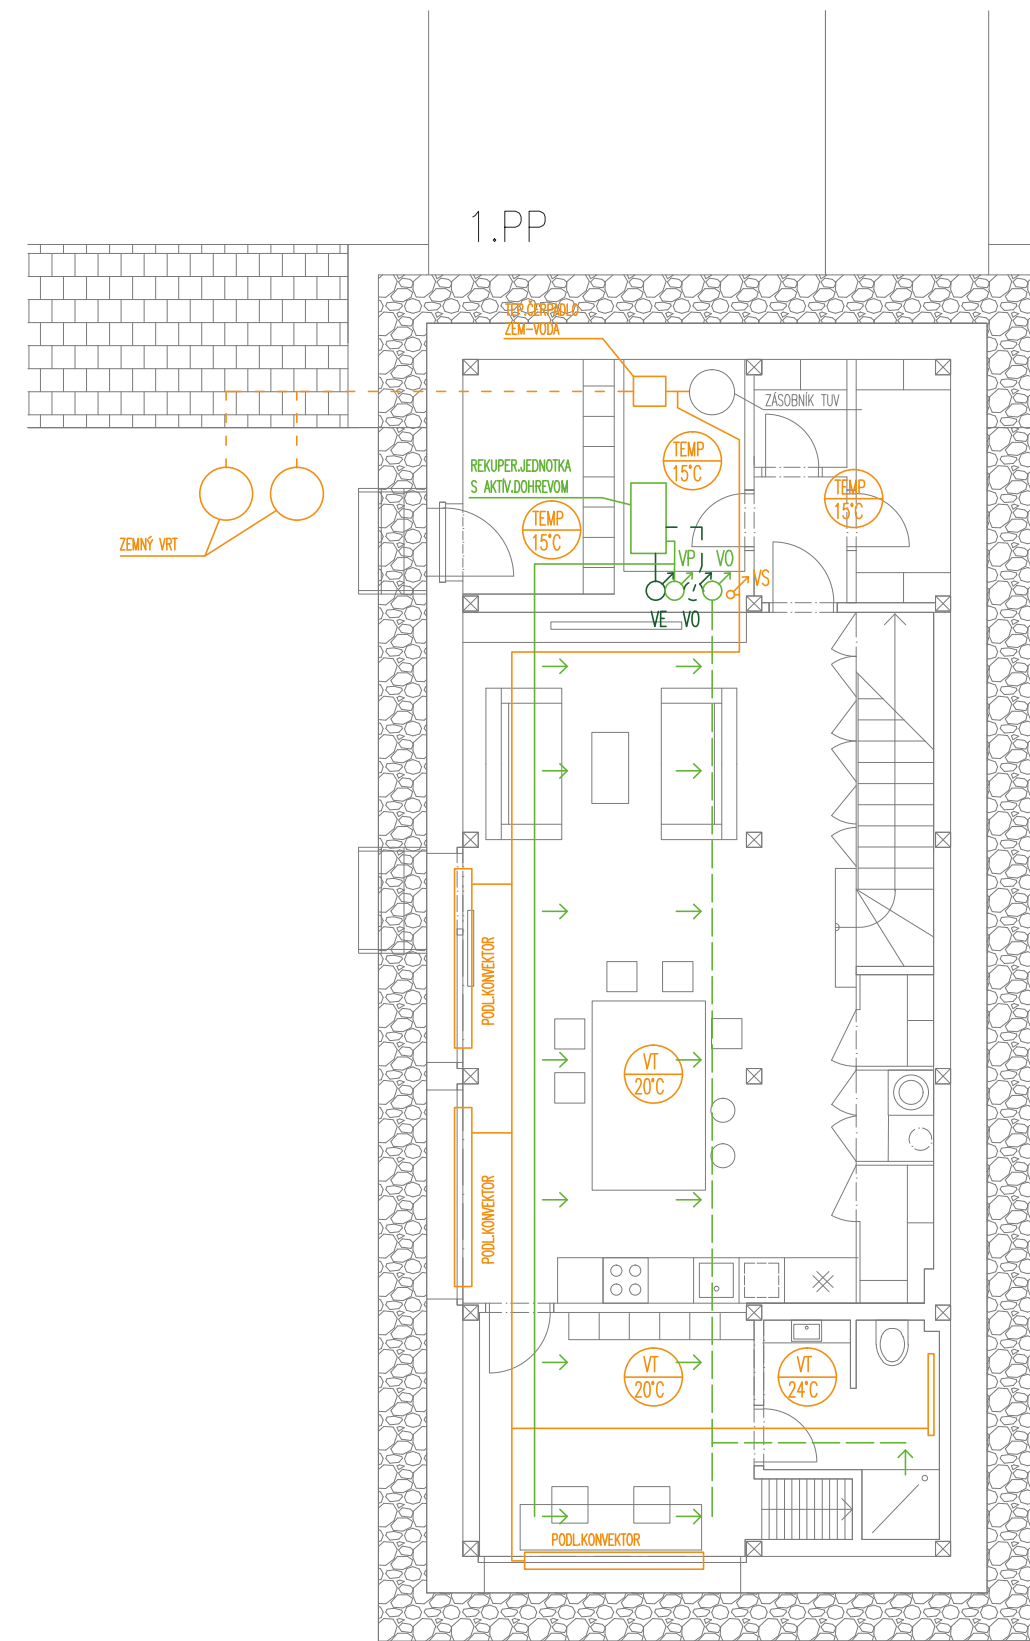 1.PP
TEP.ČERPADLO
ZEM-VODA
ZÁSOBNÍK TUV
REKUPER.JEDNOTKA
S AKTÍV.DOHREVOM
TEMP
15°C
TEMP
15°C
TEMP
15°C
ZEMNÝ VRT
VP VO
VS
VE VO
PODL.KONVEKTOR
VT
20°C
PODL.KONVEKTOR
VT
20°C
VT
24°C
PODL.KONVEKTOR